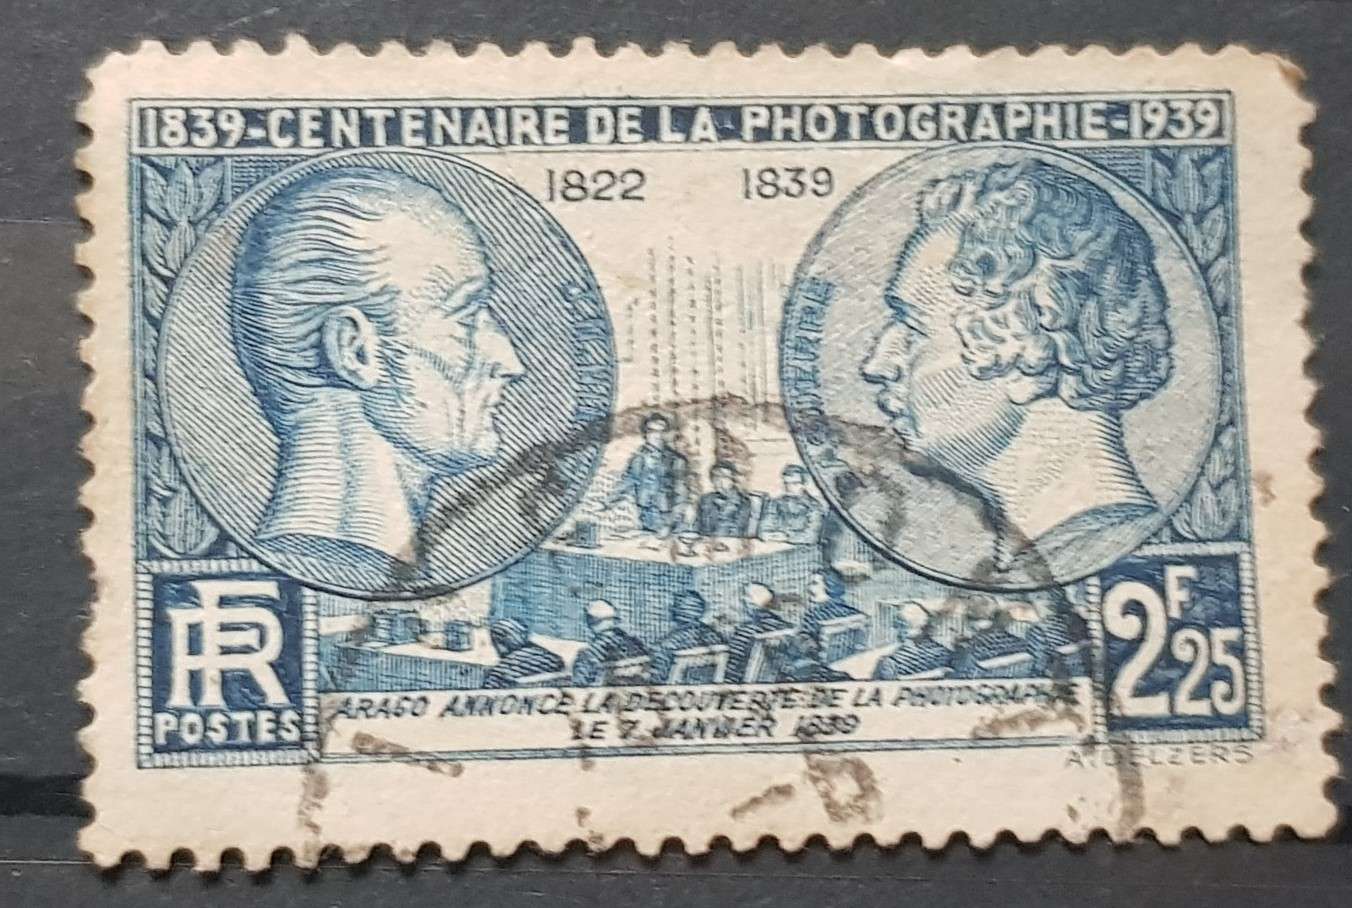 1839-CENTENAIRE DE LA PHOTOGRAPHIE-1939
1822 1839
RF
POSTES
2F25
ARAGO ANNONCE LA DECOUVERTE DE LA PHOTOGRAPHIE
LE 7 JANVIER 1839
A. DELZERS